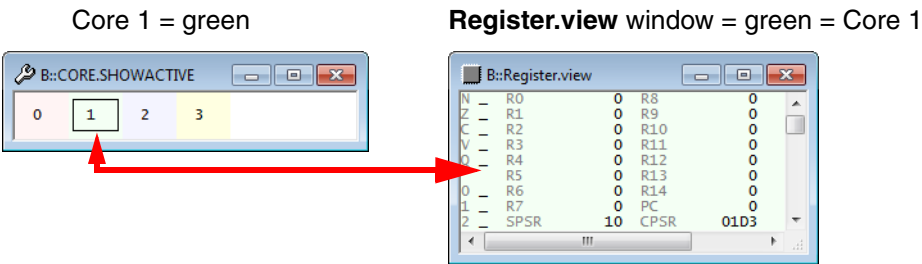 Core 1 = green
Register.view window = green = Core 1
B::CORE.SHOWACTIVE
0 1 2 3
B::Register.view
N _ R0 0 R8 0
Z _ R1 0 R9 0
C _ R2 0 R10 0
V _ R3 0 R11 0
Q _ R4 0 R12 0
R5 0 R13 0
0 _ R6 0 R14 0
1 _ R7 0 PC 0
2 _ SPSR 10 CPSR 01D3